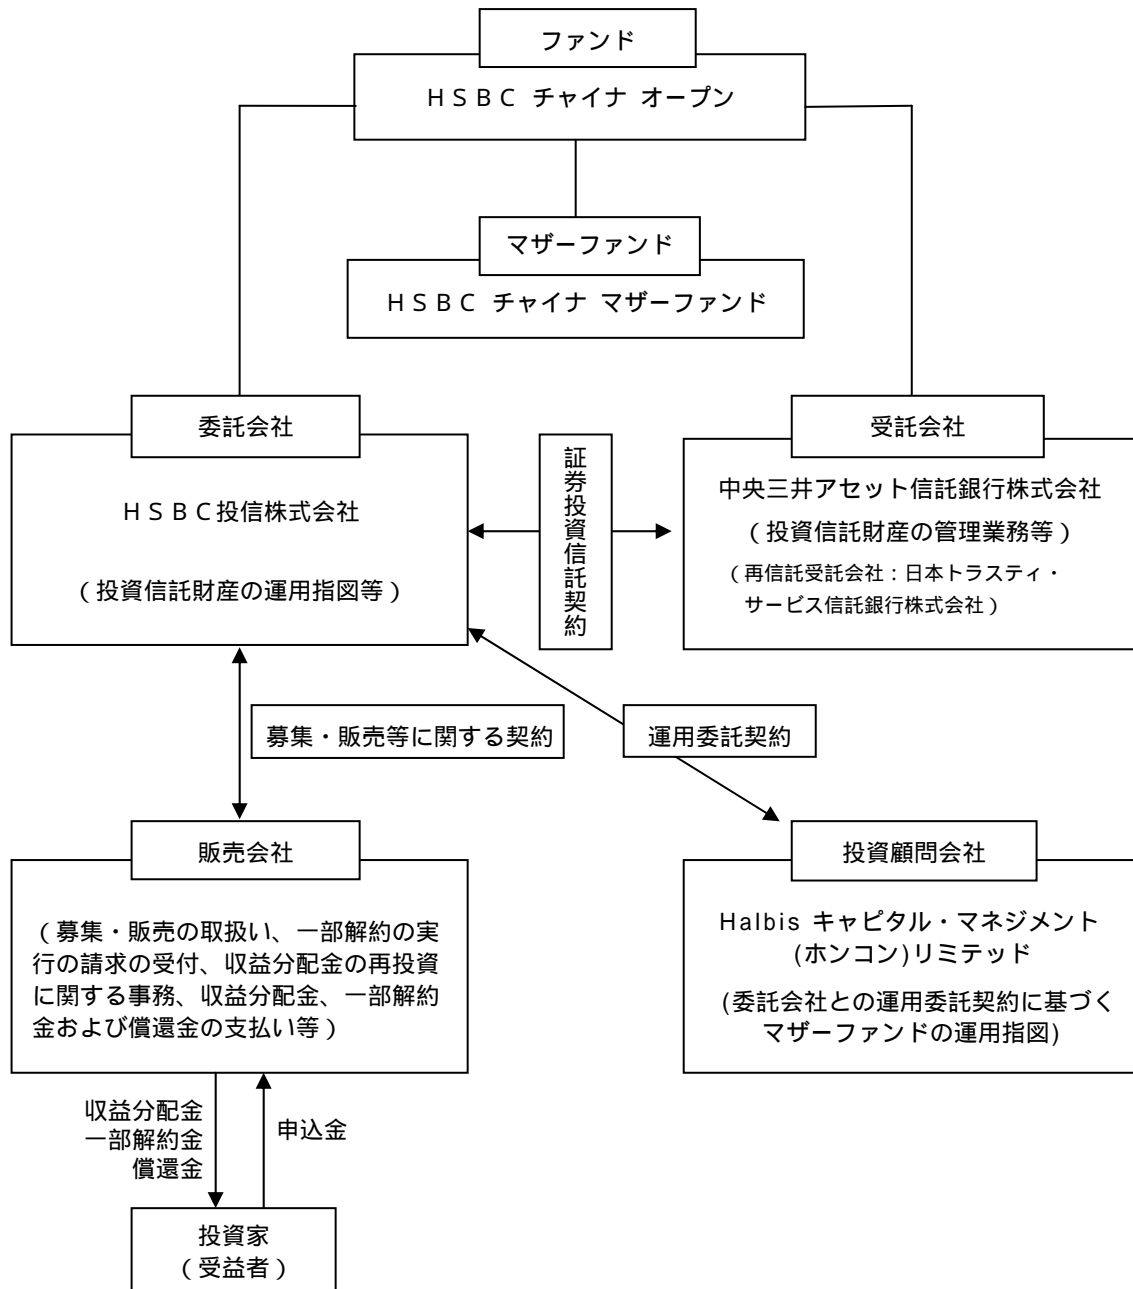 ファンド
ＨＳＢＣ チャイナ オープン
マザーファンド
ＨＳＢＣ チャイナ マザーファンド
委託会社
ＨＳＢＣ投信株式会社
（投資信託財産の運用指図等）
証券投資信託契約
受託会社
中央三井アセット信託銀行株式会社
（投資信託財産の管理業務等）
（再信託受託会社：日本トラスティ・
サービス信託銀行株式会社）
募集・販売等に関する契約
運用委託契約
販売会社
（募集・販売の取扱い、一部解約の実
行の請求の受付、収益分配金の再投資
に関する事務、収益分配金、一部解約
金および償還金の支払い等）
投資顧問会社
Halbis キャピタル・マネジメント
(ホンコン)リミテッド
(委託会社との運用委託契約に基づく
マザーファンドの運用指図)
収益分配金
一部解約金
償還金
申込金
投資家
（受益者）